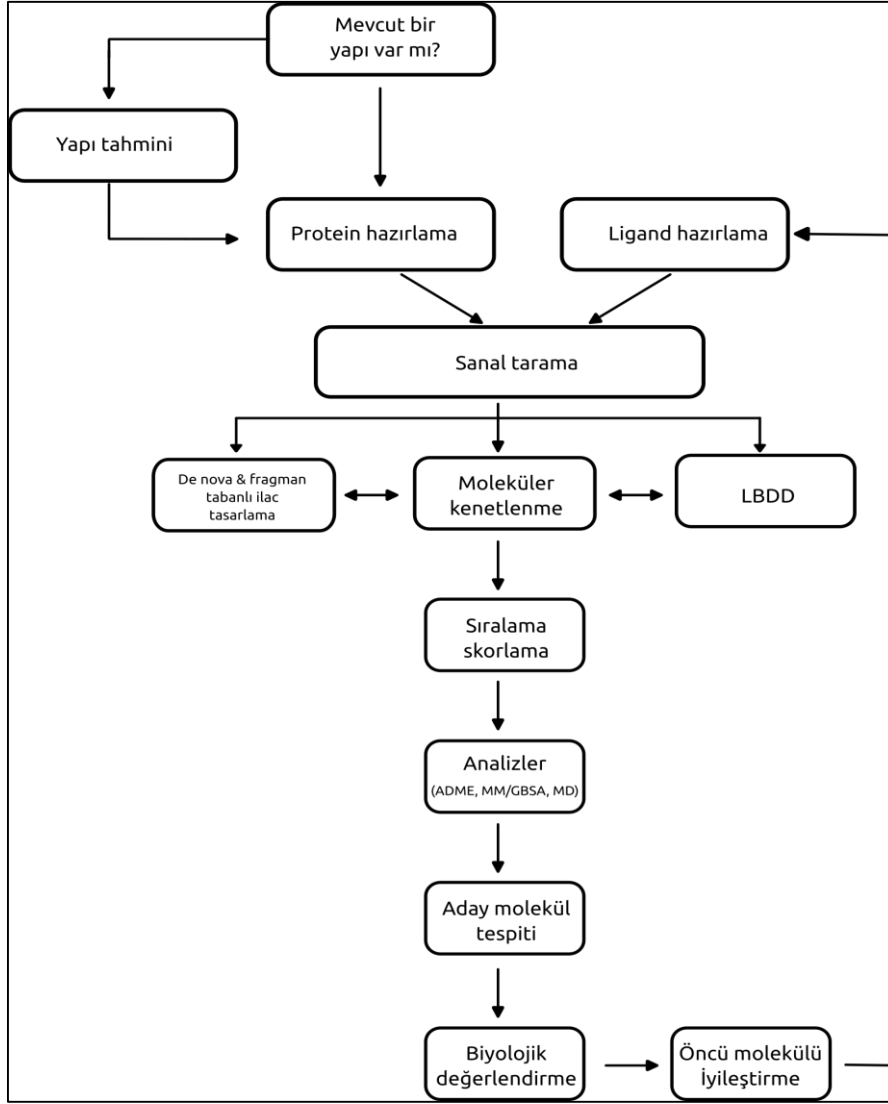 Mevcut bir
yapı var mı?
Yapı tahmini
Protein hazırlama
Ligand hazırlama
Sanal tarama
De nova & fragman
tabanlı ilac
tasarlama
Moleküler
kenetlenme
LBDD
Sıralama
skorlama
Analizler
(ADME, MM/GBSA, MD)
Aday molekül
tespiti
Biyolojik
değerlendirme
Öncü molekülü
İyileştirme